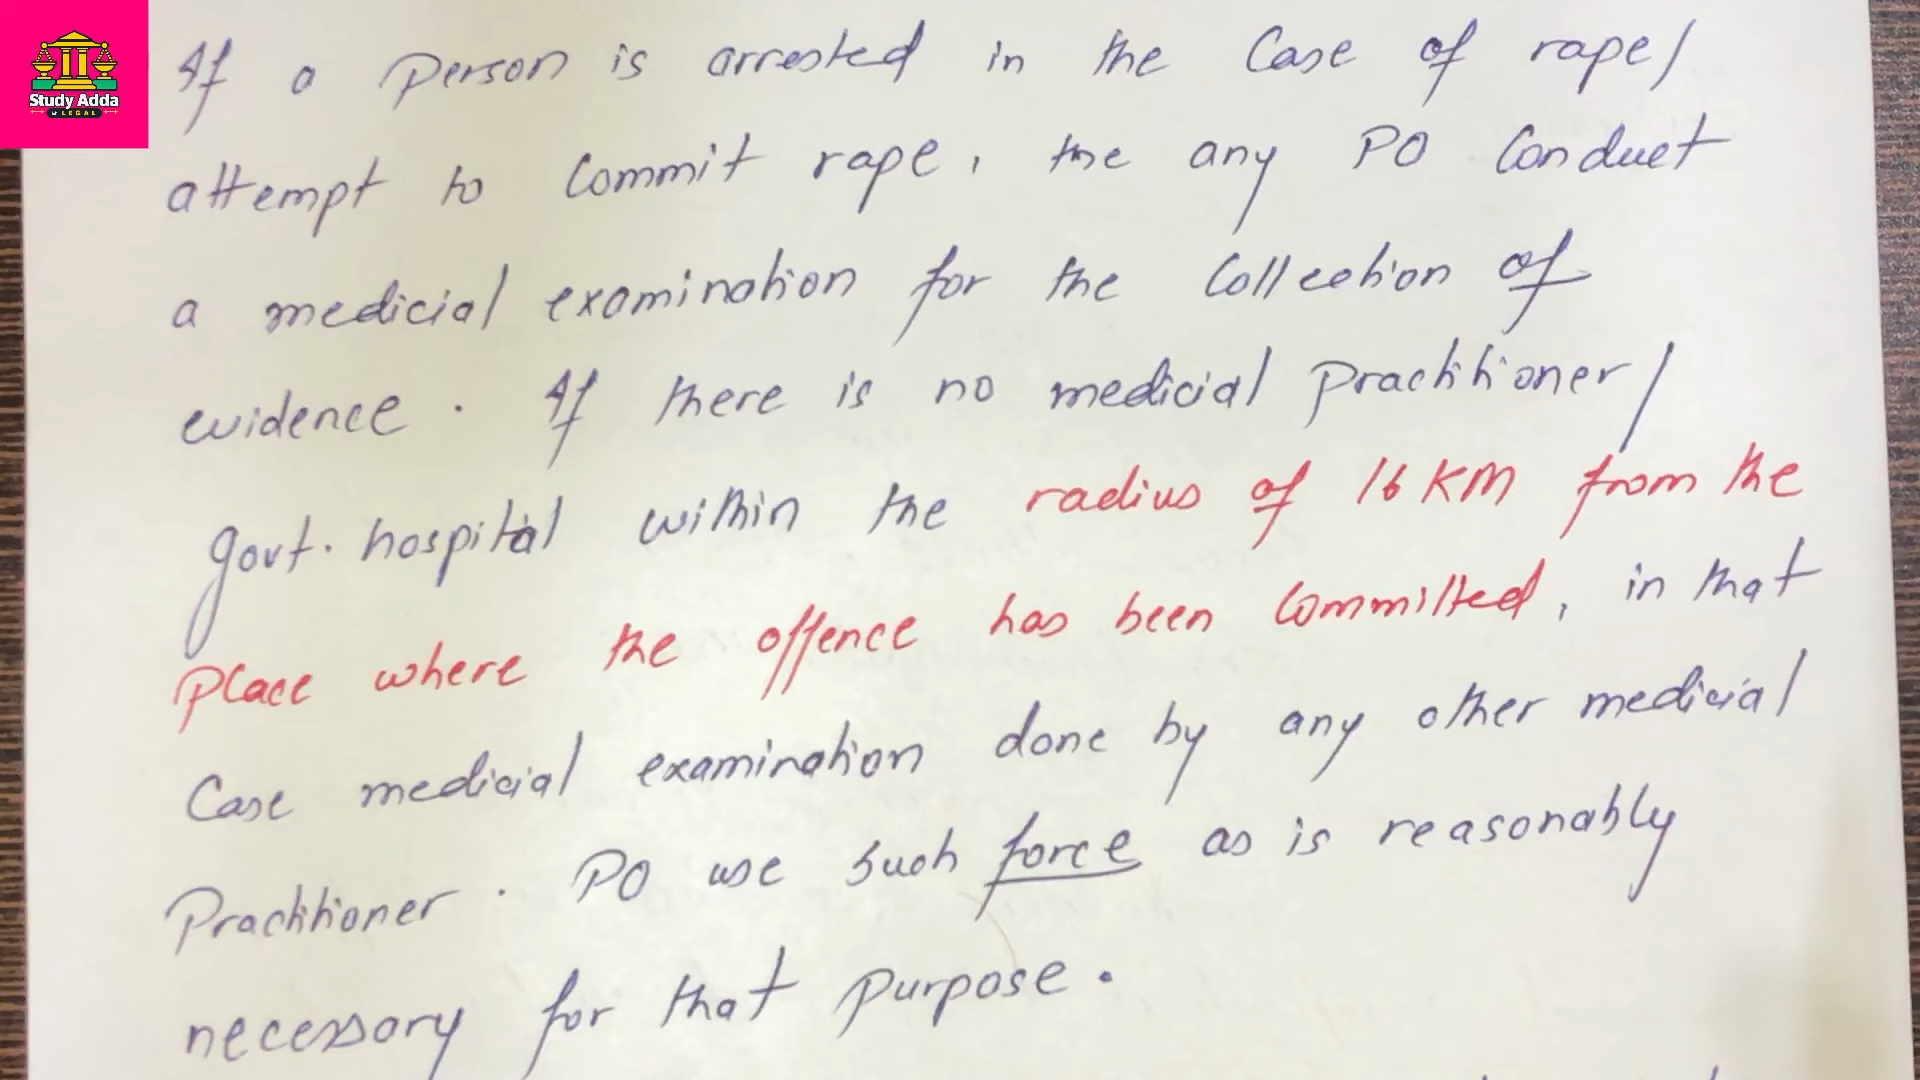 Study Adda
LEGAL
If a person is arrested in the Case of rape/
attempt to Commit rape, the any PO Conduct
a medicial examination for the Collection of
evidence. If there is no medicial Practitioner/
govt. hospital within the radius of 16 KM from the
Place where the offence has been Committed, in that
Case medicial examination done by any other medicial
Practitioner. PO use such force as is reasonably
necessary for that purpose.